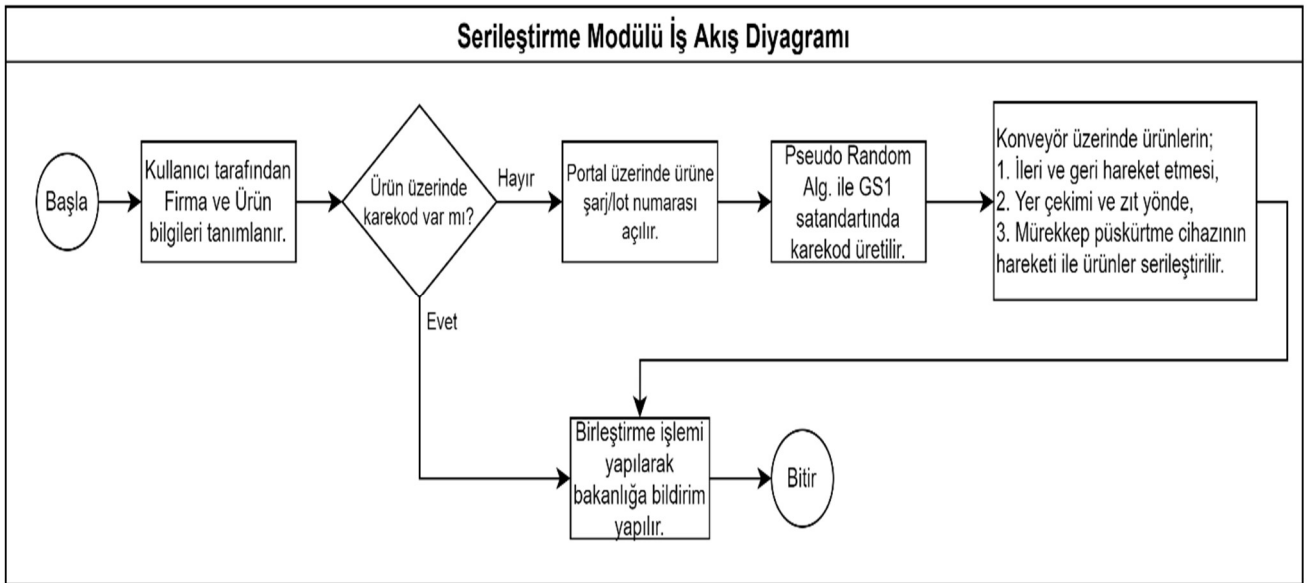 Serileştirme Modülü İş Akış Diyagramı
Başla
Kullanıcı tarafından
Firma ve Ürün
bilgileri tanımlanır.
Ürün üzerinde
karekod var mı?
Hayır
Portal üzerinde ürüne
şarj/lot numarası
açılır.
Pseudo Random
Alg. ile GS1
satandartında
karekod üretilir.
Konveyör üzerinde ürünlerin;
1. İleri ve geri hareket etmesi,
2. Yer çekimi ve zıt yönde,
3. Mürekkep püskürtme cihazının
hareketi ile ürünler serileştirilir.
Evet
Birleştirme işlemi
yapılarak
bakanlığa bildirim
yapılır.
Bitir